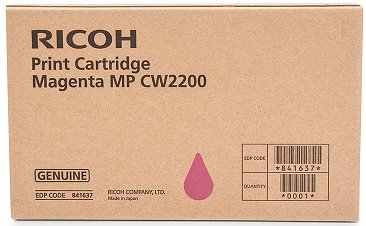 RICOH
Print Cartridge
Magenta MP CW2200
GENUINE
EDP CODE 841637
RICOH COMPANY, LTD.
Made in Japan
EDP CODE
*841637*
QUANTITY
*0001*